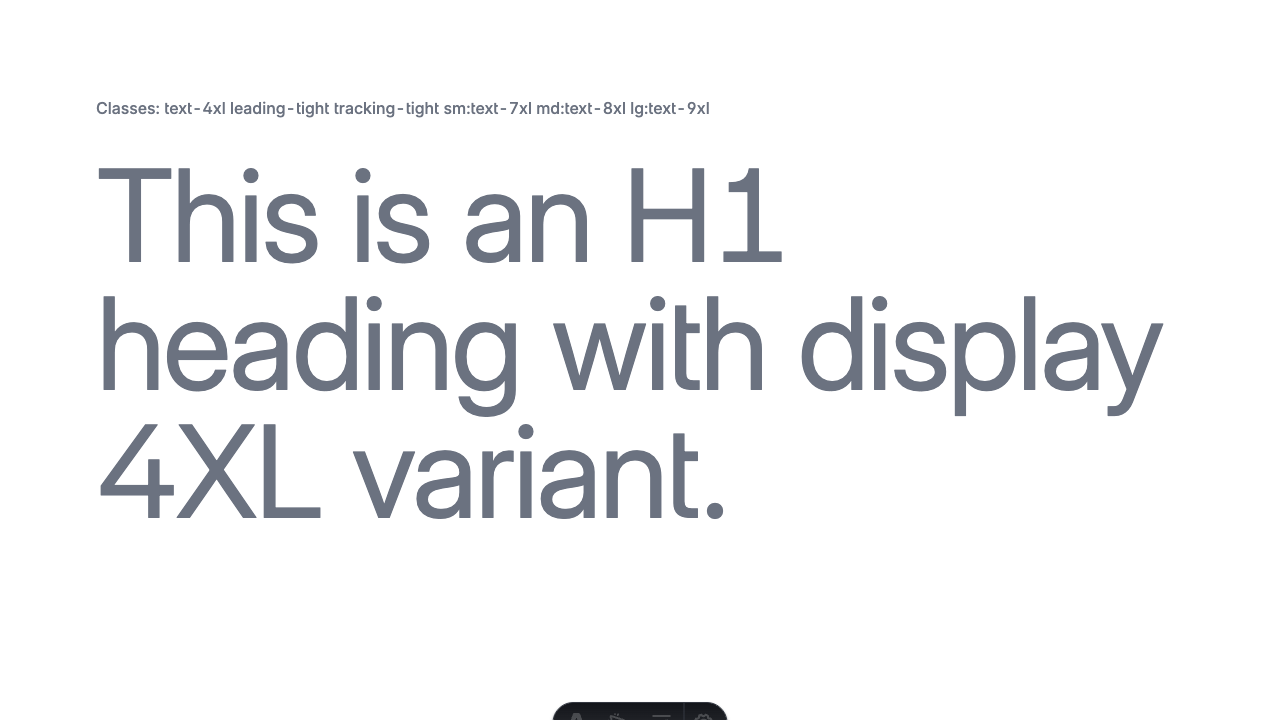 Classes: text-4xl leading-tight tracking-tight sm:text-7xl md:text-8xl lg:text-9xl
This is an H1
heading with display
4XL variant.